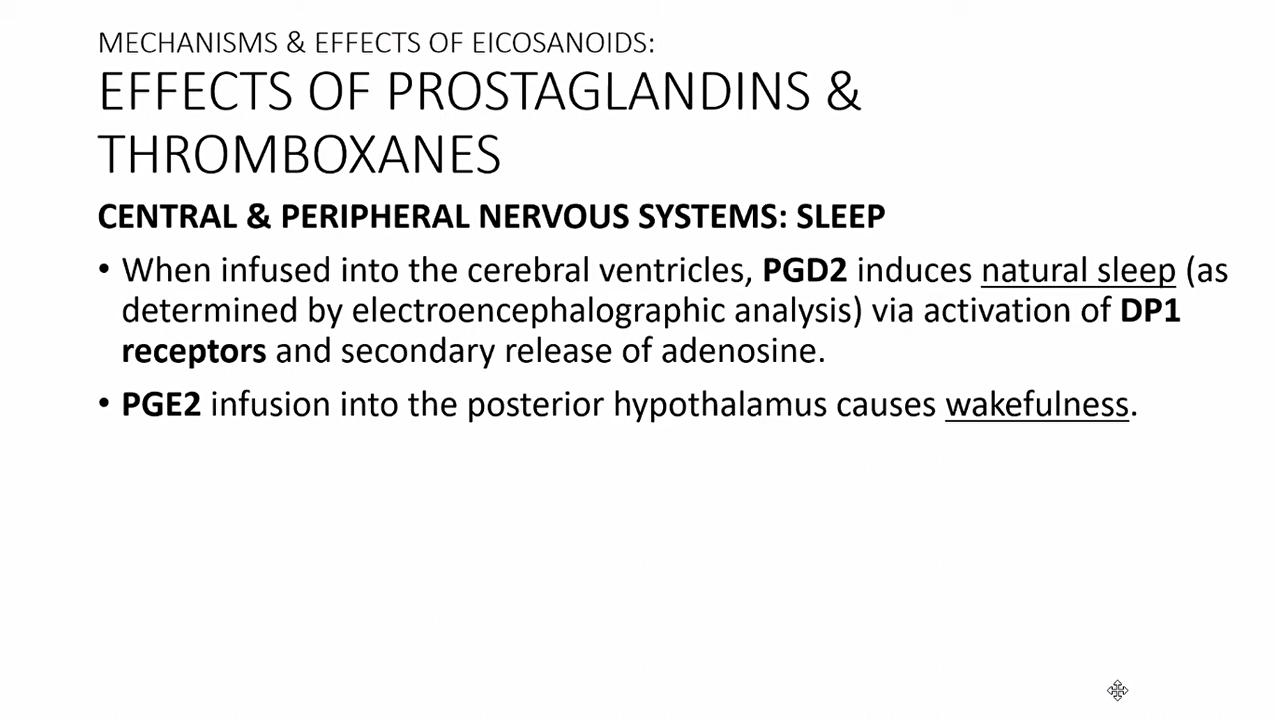 MECHANISMS & EFFECTS OF EICOSANOIDS:
EFFECTS OF PROSTAGLANDINS &
THROMBOXANES
CENTRAL & PERIPHERAL NERVOUS SYSTEMS: SLEEP
• When infused into the cerebral ventricles, PGD2 induces natural sleep (as
determined by electroencephalographic analysis) via activation of DP1
receptors and secondary release of adenosine.
• PGE2 infusion into the posterior hypothalamus causes wakefulness.